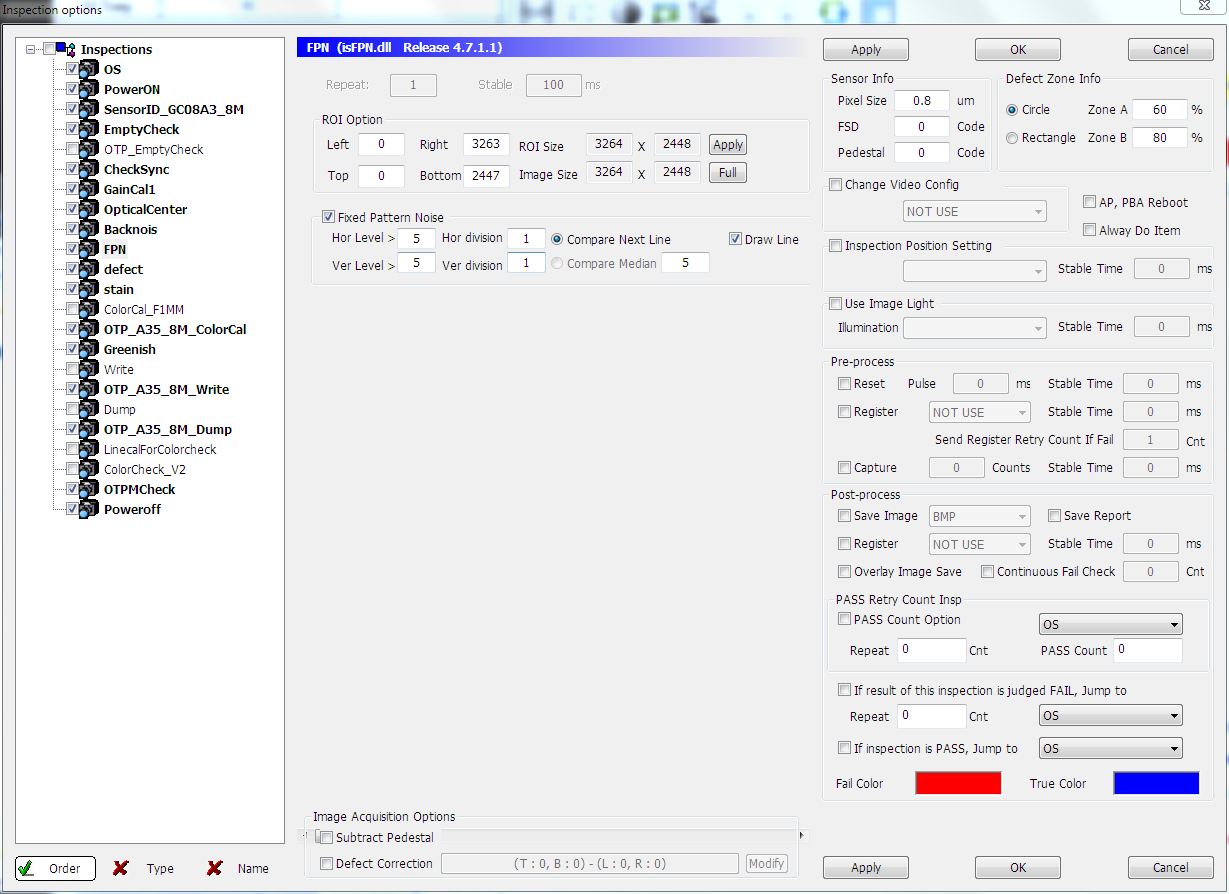 Inspection options
Inspections
OS
PowerON
SensorID_GC08A3_8M
EmptyCheck
OTP_EmptyCheck
CheckSync
GainCal1
OpticalCenter
Backnois
FPN
defect
stain
ColorCal_F1MM
OTP_A35_8M_ColorCal
Greenish
Write
OTP_A35_8M_Write
Dump
OTP_A35_8M_Dump
LinecalForColorcheck
ColorCheck_V2
OTPMCheck
Poweroff
Order Type Name
FPN (isFPN.dll Release 4.7.1.1)
Repeat: 1 Stable 100 ms
ROI Option
Left 0 Right 3263 ROI Size 3264 X 2448 Apply
Top 0 Bottom 2447 Image Size 3264 X 2448 Full
Fixed Pattern Noise
Hor Level > 5 Hor division 1 Compare Next Line Draw Line
Ver Level > 5 Ver division 1 Compare Median 5
Image Acquisition Options
Subtract Pedestal
Defect Correction (T : 0, B : 0) - (L : 0, R : 0) Modify
Apply OK Cancel
Sensor Info
Pixel Size 0.8 um
FSD 0 Code
Pedestal 0 Code
Defect Zone Info
Circle Zone A 60 %
Rectangle Zone B 80 %
Change Video Config
NOT USE
AP, PBA Reboot
Alway Do Item
Inspection Position Setting
Stable Time 0 ms
Use Image Light
Illumination Stable Time 0 ms
Pre-process
Reset Pulse 0 ms Stable Time 0 ms
Register NOT USE Stable Time 0 ms
Send Register Retry Count If Fail 1 Cnt
Capture 0 Counts Stable Time 0 ms
Post-process
Save Image BMP Save Report
Register NOT USE Stable Time 0 ms
Overlay Image Save Continuous Fail Check 0 Cnt
PASS Retry Count Insp
PASS Count Option OS
Repeat 0 Cnt PASS Count 0
If result of this inspection is judged FAIL, Jump to
Repeat 0 Cnt OS
If inspection is PASS, Jump to OS
Fail Color True Color
Apply OK Cancel